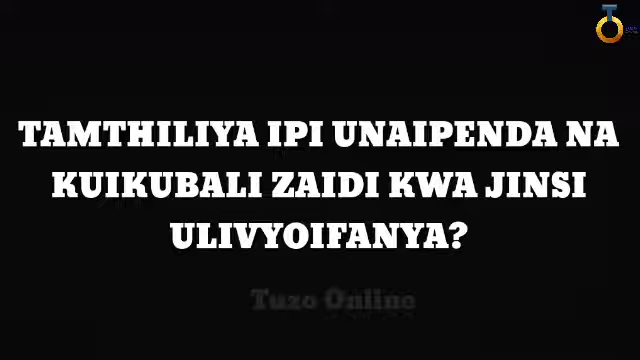 TAMTHILIYA IPI UNAIPENDA NA
KUIKUBALI ZAIDI KWA JINSI
ULIVYOIFANYA?
Tuzo Online